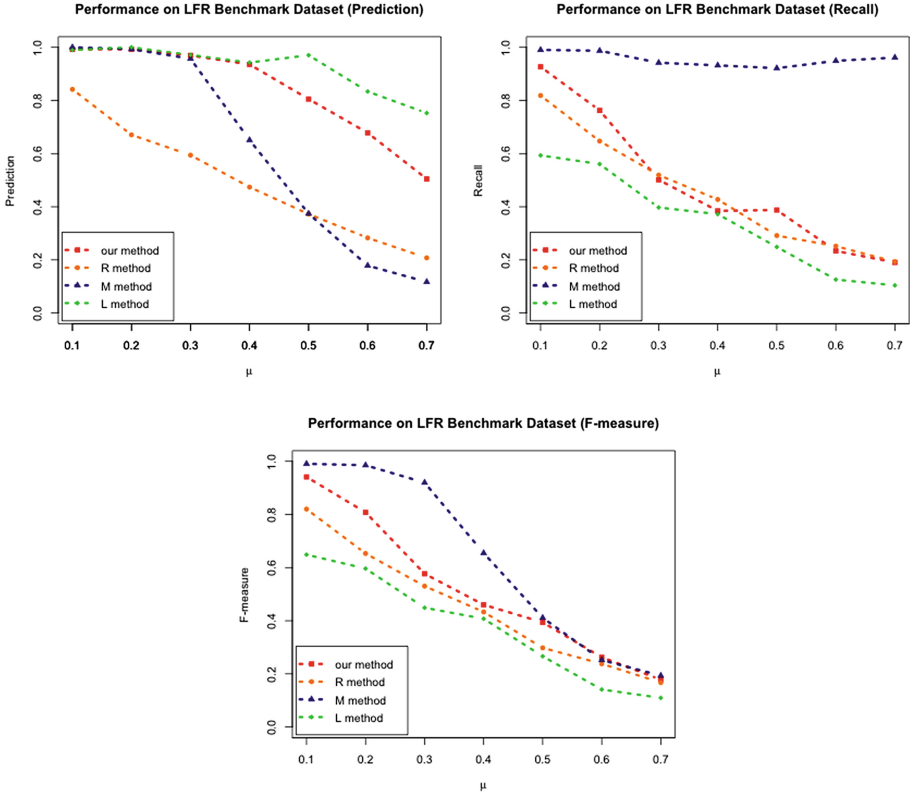 Performance on LFR Benchmark Dataset (Prediction)
Prediction
1.0
0.8
0.6
0.4
0.2
0.0
our method
R method
M method
L method
0.1 0.2 0.3 0.4 0.5 0.6 0.7
μ
Performance on LFR Benchmark Dataset (Recall)
Recall
1.0
0.8
0.6
0.4
0.2
0.0
our method
R method
M method
L method
0.1 0.2 0.3 0.4 0.5 0.6 0.7
μ
Performance on LFR Benchmark Dataset (F-measure)
F-measure
1.0
0.8
0.6
0.4
0.2
0.0
our method
R method
M method
L method
0.1 0.2 0.3 0.4 0.5 0.6 0.7
μ